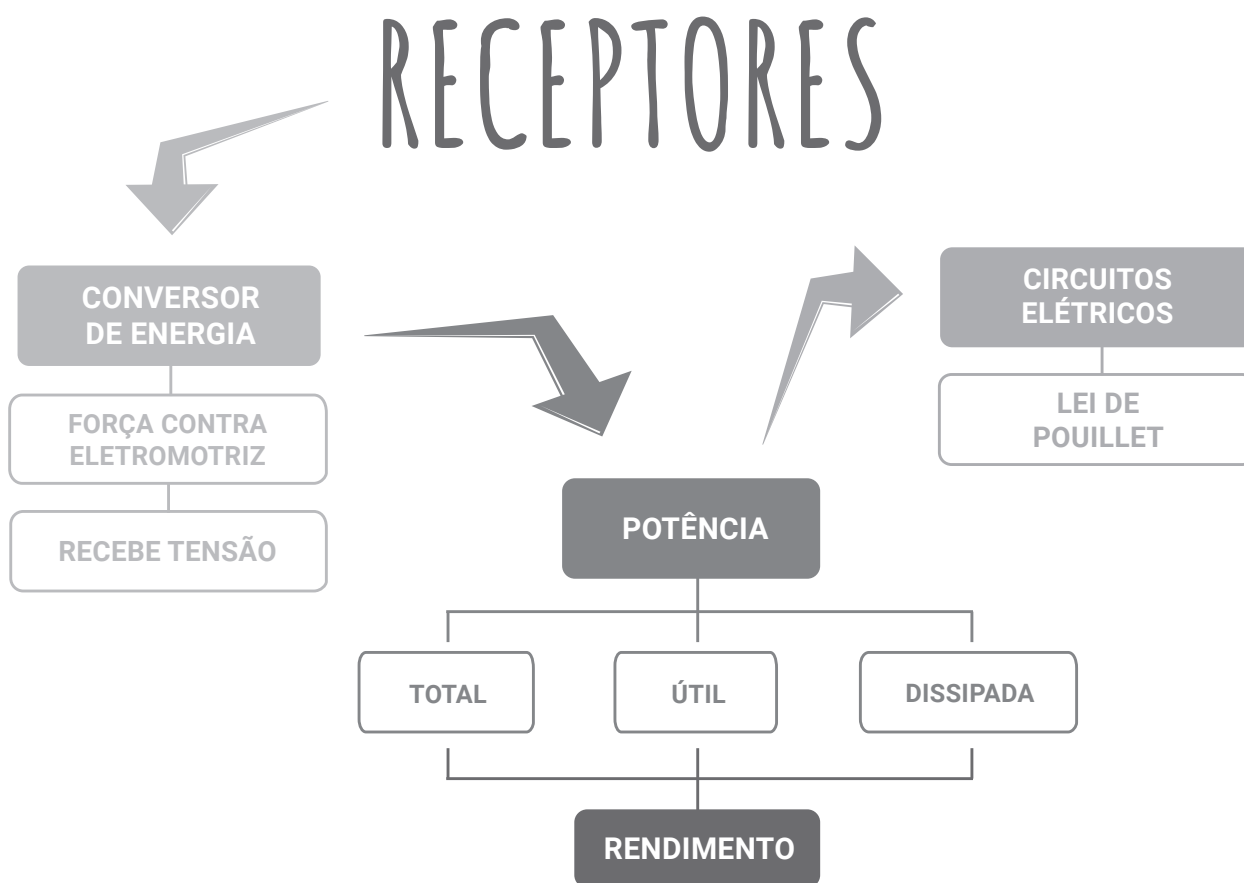 RECEPTORES
CONVERSOR
DE ENERGIA
FORÇA CONTRA
ELETROMOTRIZ
RECEBE TENSÃO
POTÊNCIA
TOTAL
ÚTIL
DISSIPADA
RENDIMENTO
CIRCUITOS
ELÉTRICOS
LEI DE
POUILLET